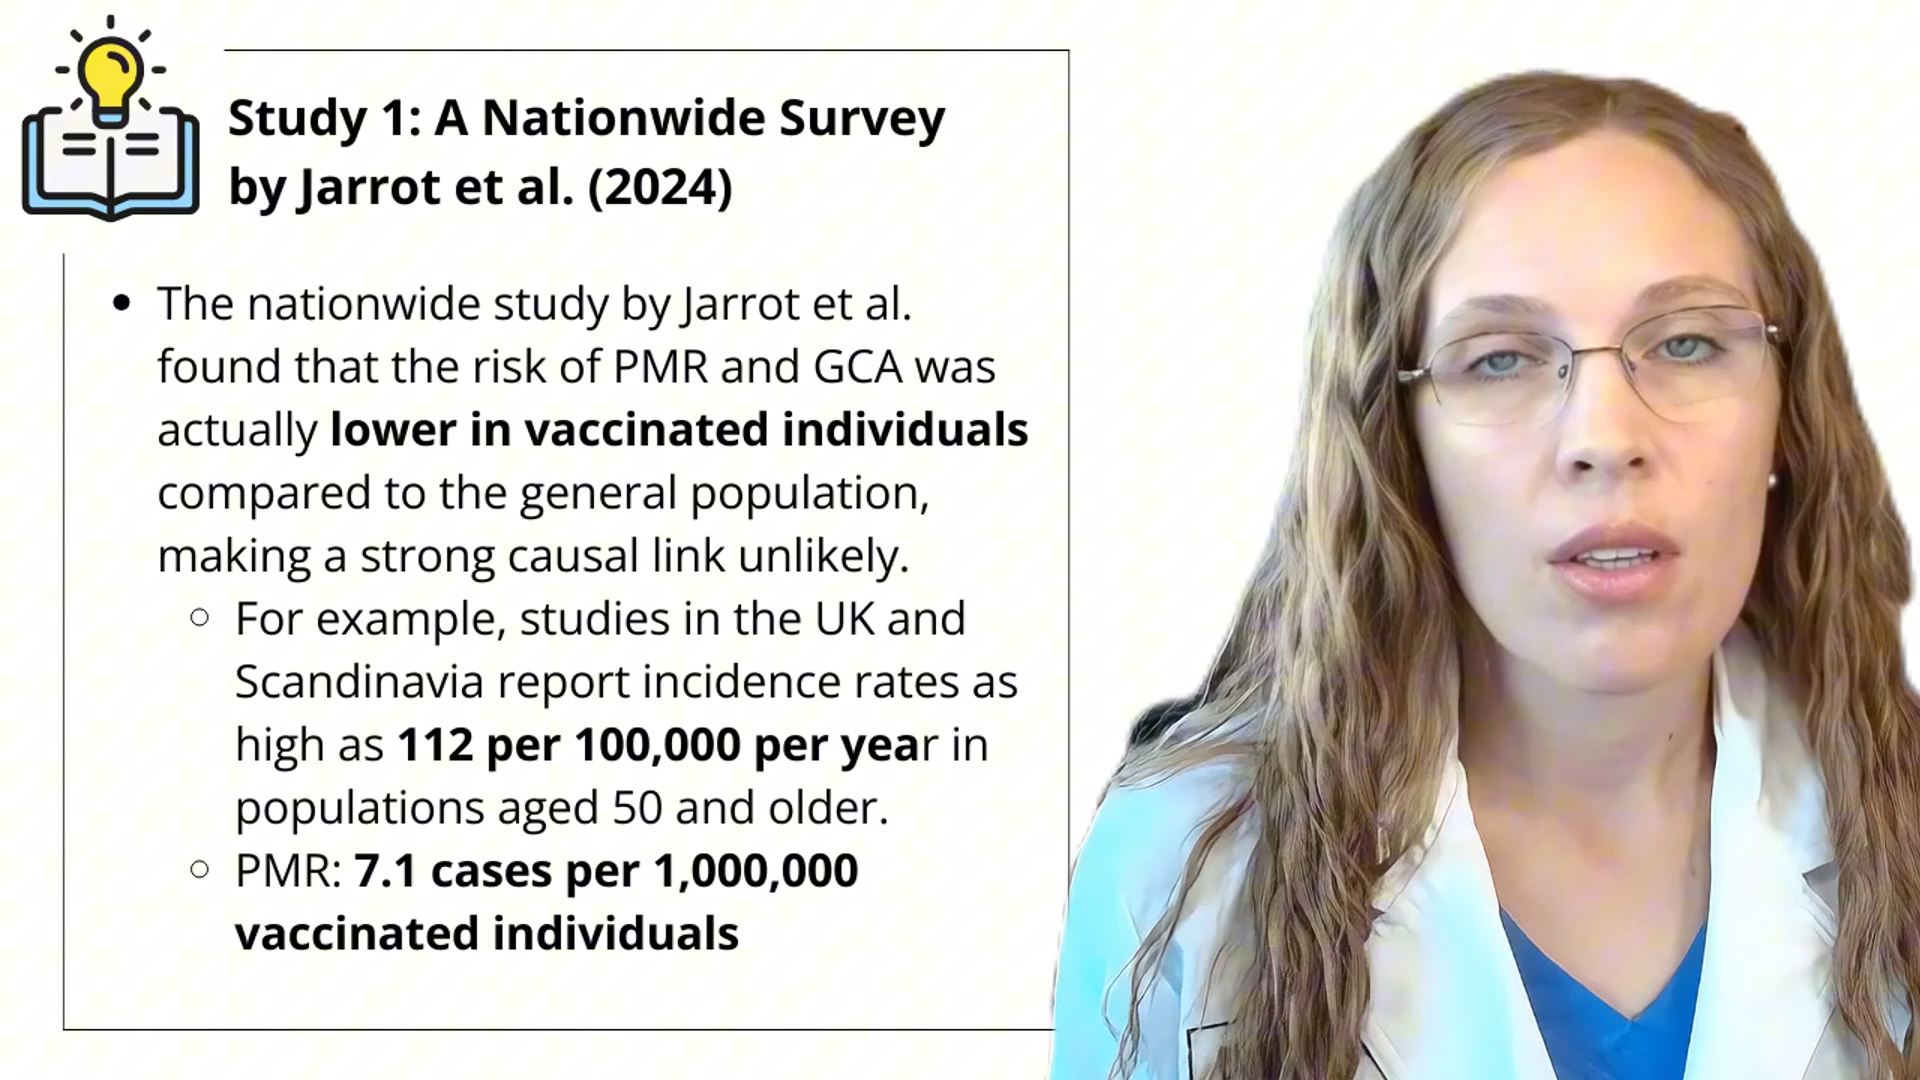 Study 1: A Nationwide Survey
by Jarrot et al. (2024)
• The nationwide study by Jarrot et al.
found that the risk of PMR and GCA was
actually lower in vaccinated individuals
compared to the general population,
making a strong causal link unlikely.
○ For example, studies in the UK and
Scandinavia report incidence rates as
high as 112 per 100,000 per year in
populations aged 50 and older.
○ PMR: 7.1 cases per 1,000,000
vaccinated individuals